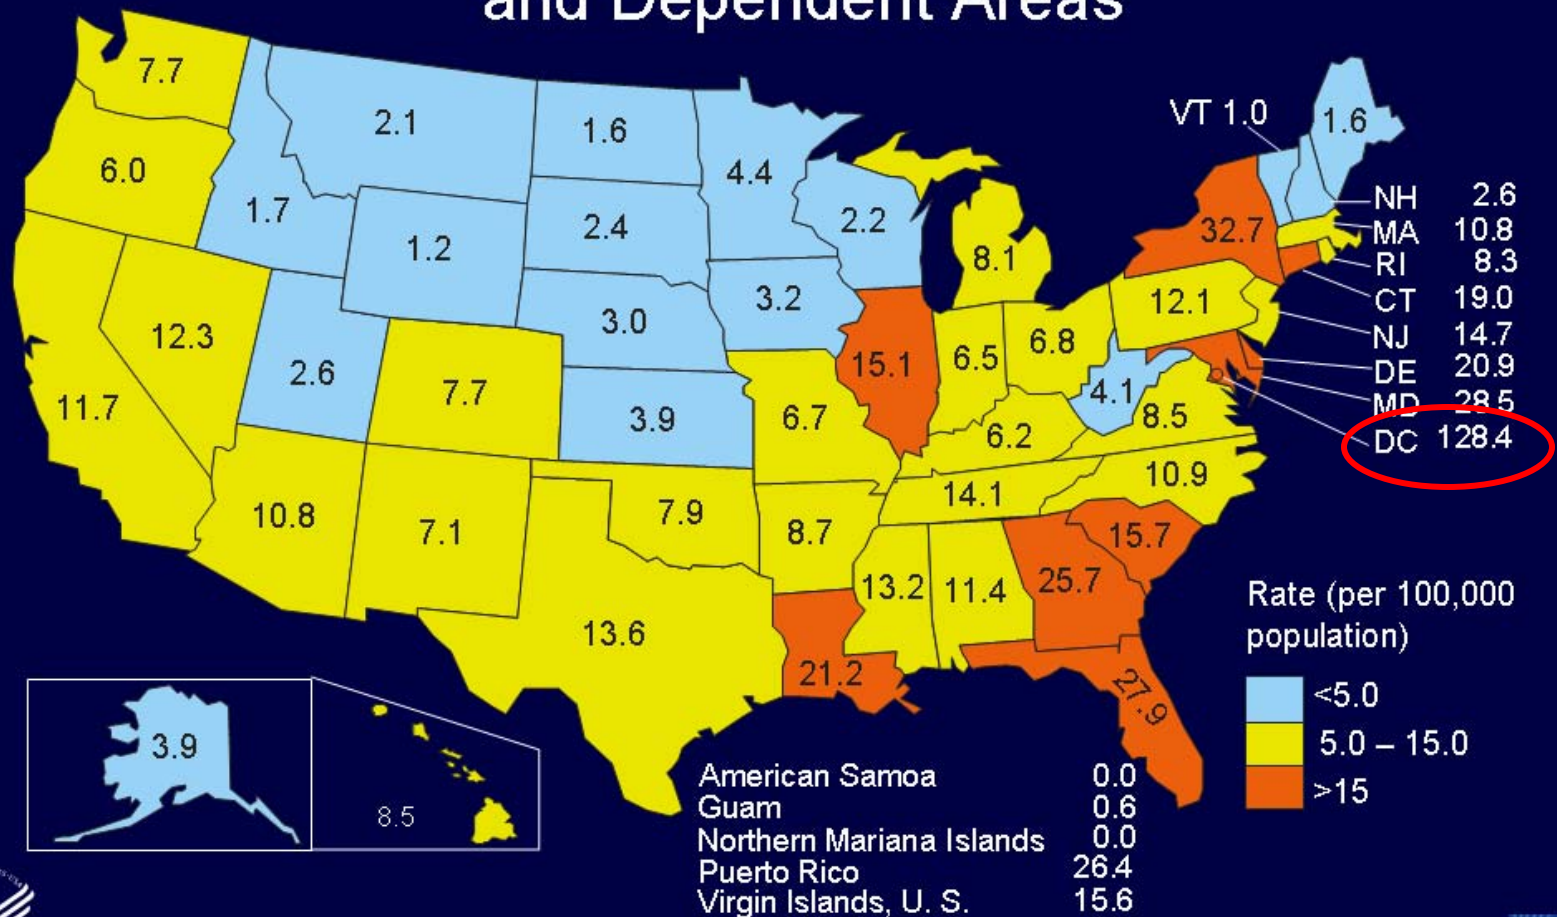 and Dependent Areas
7.7
2.1
1.6
4.4
VT 1.0
1.6
6.0
1.7
1.2
2.4
2.2
8.1
32.7
NH 2.6
MA 10.8
RI 8.3
CT 19.0
NJ 14.7
DE 20.9
MD 28.5
DC 128.4
12.3
2.6
3.0
3.2
15.1
6.5
6.8
12.1
11.7
7.7
3.9
6.7
6.2
4.1
8.5
10.8
7.1
7.9
8.7
14.1
10.9
13.6
21.2
13.2
11.4
25.7
15.7
27.9
3.9
8.5
Rate (per 100,000
population)
<5.0
5.0 – 15.0
>15
American Samoa 0.0
Guam 0.6
Northern Mariana Islands 0.0
Puerto Rico 26.4
Virgin Islands, U. S. 15.6